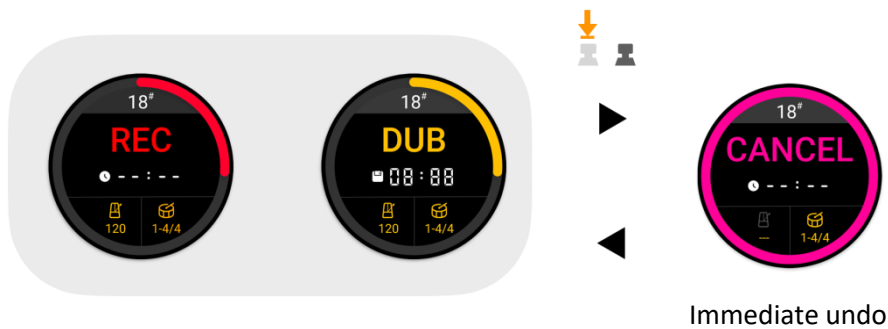 18#
REC
--:--
120 1-4/4
18#
DUB
08:88
120 1-4/4
18#
CANCEL
--:--
— 1-4/4
Immediate undo